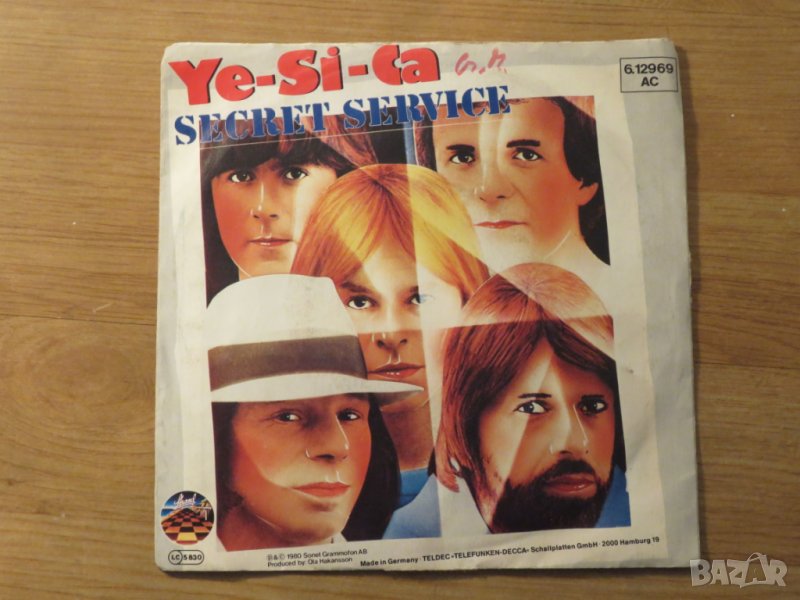 Ye-Si-Ca
SECRET SERVICE
6.12969
AC
LC 5830
℗ & © 1980 Sonet Grammofon AB
Produced by: Ola Hakansson
Made in Germany · TELDEC »TELEFUNKEN-DECCA« Schallplatten GmbH · 2000 Hamburg 19
BAZAR